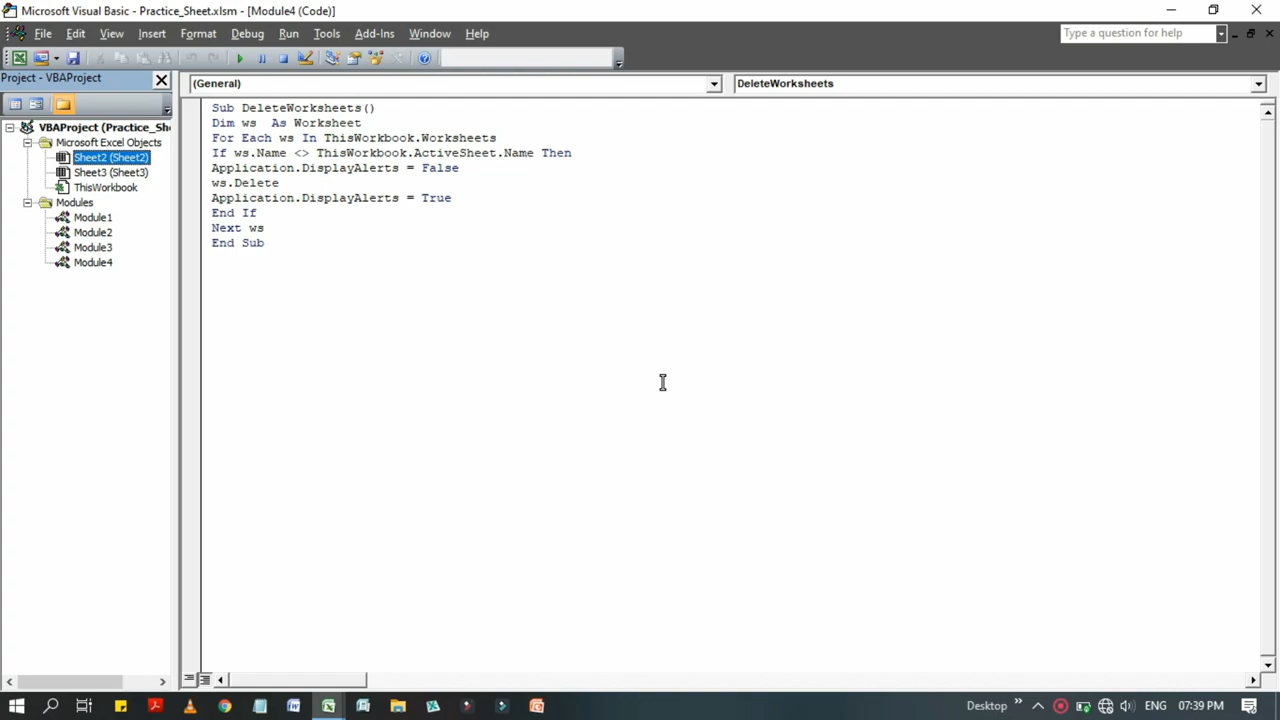 Microsoft Visual Basic - Practice_Sheet.xlsm - [Module4 (Code)]
File Edit View Insert Format Debug Run Tools Add-Ins Window Help
Type a question for help
Project - VBAProject
(General)
DeleteWorksheets
VBAProject (Practice_Sh
Microsoft Excel Objects
Sheet2 (Sheet2)
Sheet3 (Sheet3)
ThisWorkbook
Modules
Module1
Module2
Module3
Module4
Sub DeleteWorksheets()
Dim ws  As Worksheet
For Each ws In ThisWorkbook.Worksheets
If ws.Name <> ThisWorkbook.ActiveSheet.Name Then
Application.DisplayAlerts = False
ws.Delete
Application.DisplayAlerts = True
End If
Next ws
End Sub
Desktop » ENG 07:39 PM